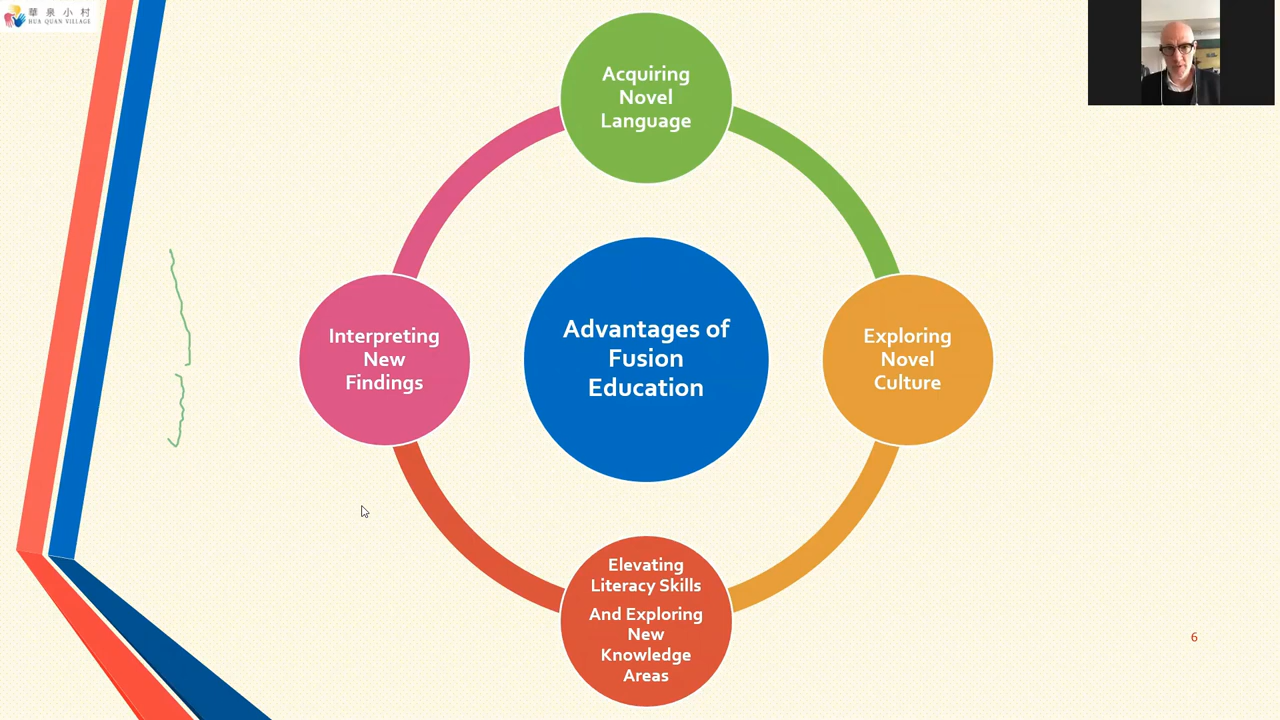 華 泉 小 村
HUA QUAN VILLAGE
Acquiring
Novel
Language
Interpreting
New
Findings
Advantages of
Fusion
Education
Exploring
Novel
Culture
Elevating
Literacy Skills
And Exploring
New
Knowledge
Areas
6